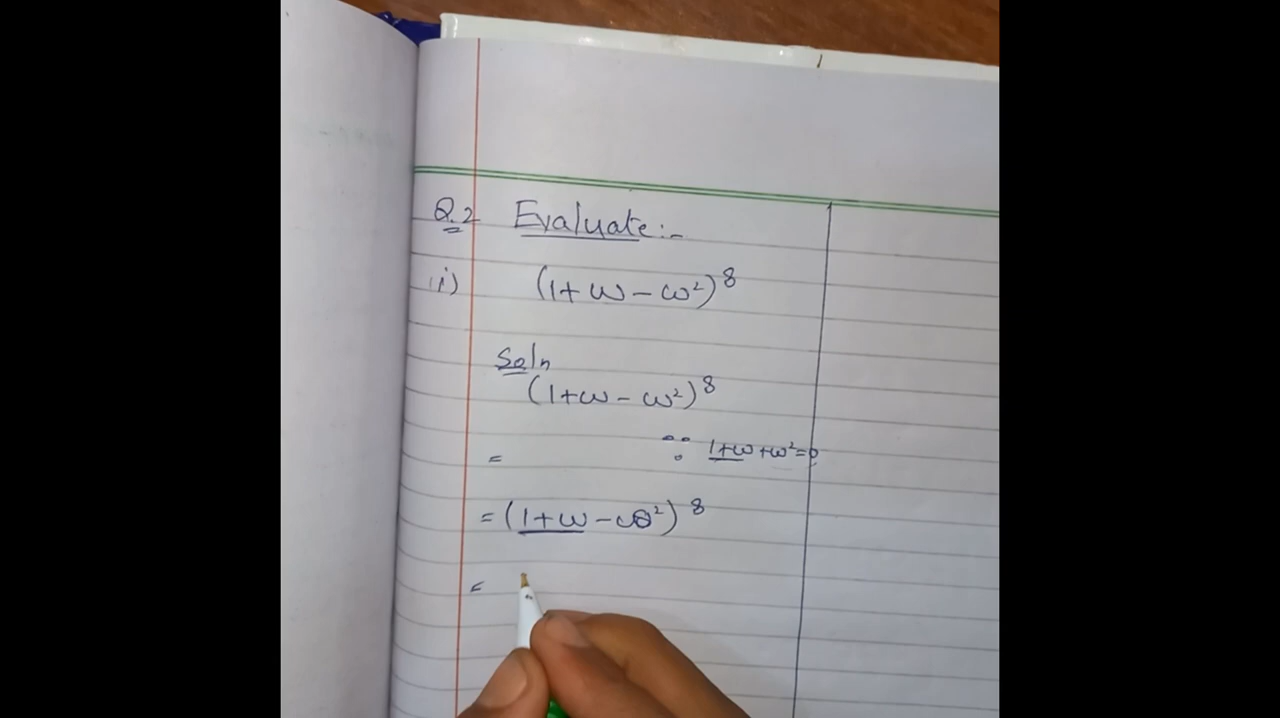 Q.2 Evaluate:-
i) (1+ω-ω²)⁸
Soln
(1+ω-ω²)⁸
= ∵ 1+ω+ω²=0
= (1+ω-ω²)⁸
=